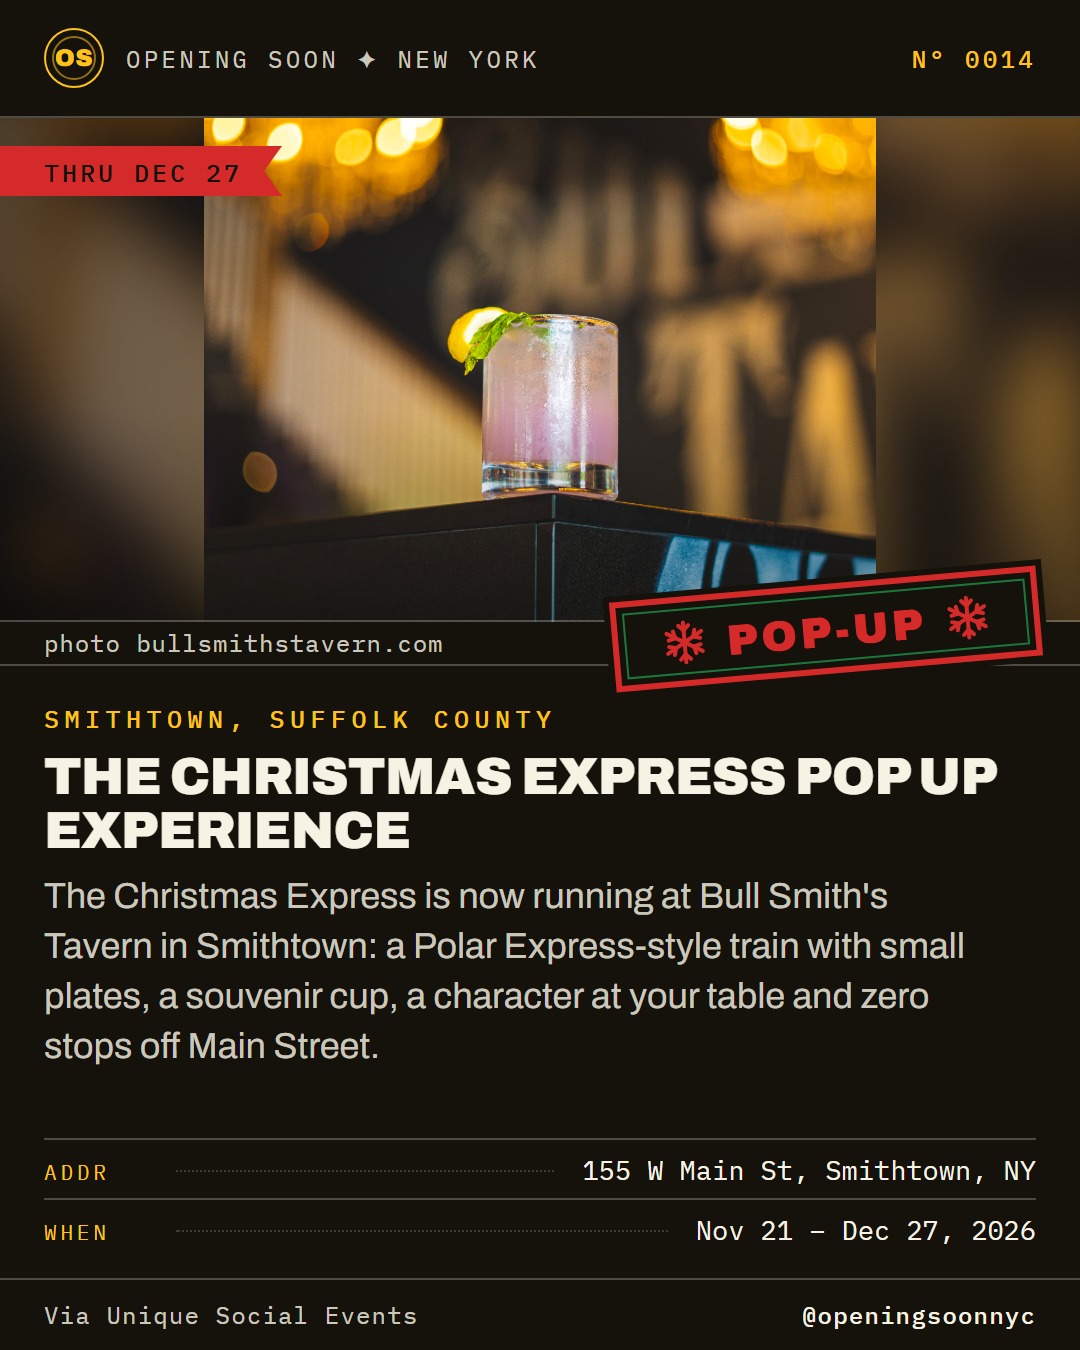 OS OPENING SOON ✦ NEW YORK
N° 0014
THRU DEC 27
photo bullsmithstavern.com
POP-UP
SMITHTOWN, SUFFOLK COUNTY
THE CHRISTMAS EXPRESS POP UP
EXPERIENCE
The Christmas Express is now running at Bull Smith's
Tavern in Smithtown: a Polar Express-style train with small
plates, a souvenir cup, a character at your table and zero
stops off Main Street.
ADDR 155 W Main St, Smithtown, NY
WHEN Nov 21 – Dec 27, 2026
Via Unique Social Events
@openingsoonnyc